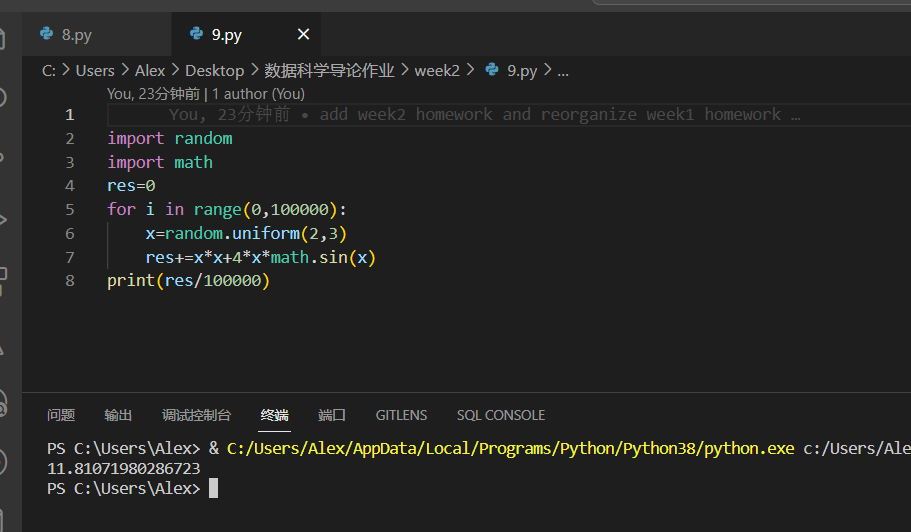 8.py 9.py
C: > Users > Alex > Desktop > 数据科学导论作业 > week2 > 9.py > ...
You, 23分钟前 | 1 author (You)
1 You, 23分钟前 • add week2 homework and reorganize week1 homework …
2 import random
3 import math
4 res=0
5 for i in range(0,100000):
6 x=random.uniform(2,3)
7 res+=x*x+4*x*math.sin(x)
8 print(res/100000)
问题 输出 调试控制台 终端 端口 GITLENS SQL CONSOLE
PS C:\Users\Alex> & C:/Users/Alex/AppData/Local/Programs/Python/Python38/python.exe c:/Users/Ale
11.81071980286723
PS C:\Users\Alex>